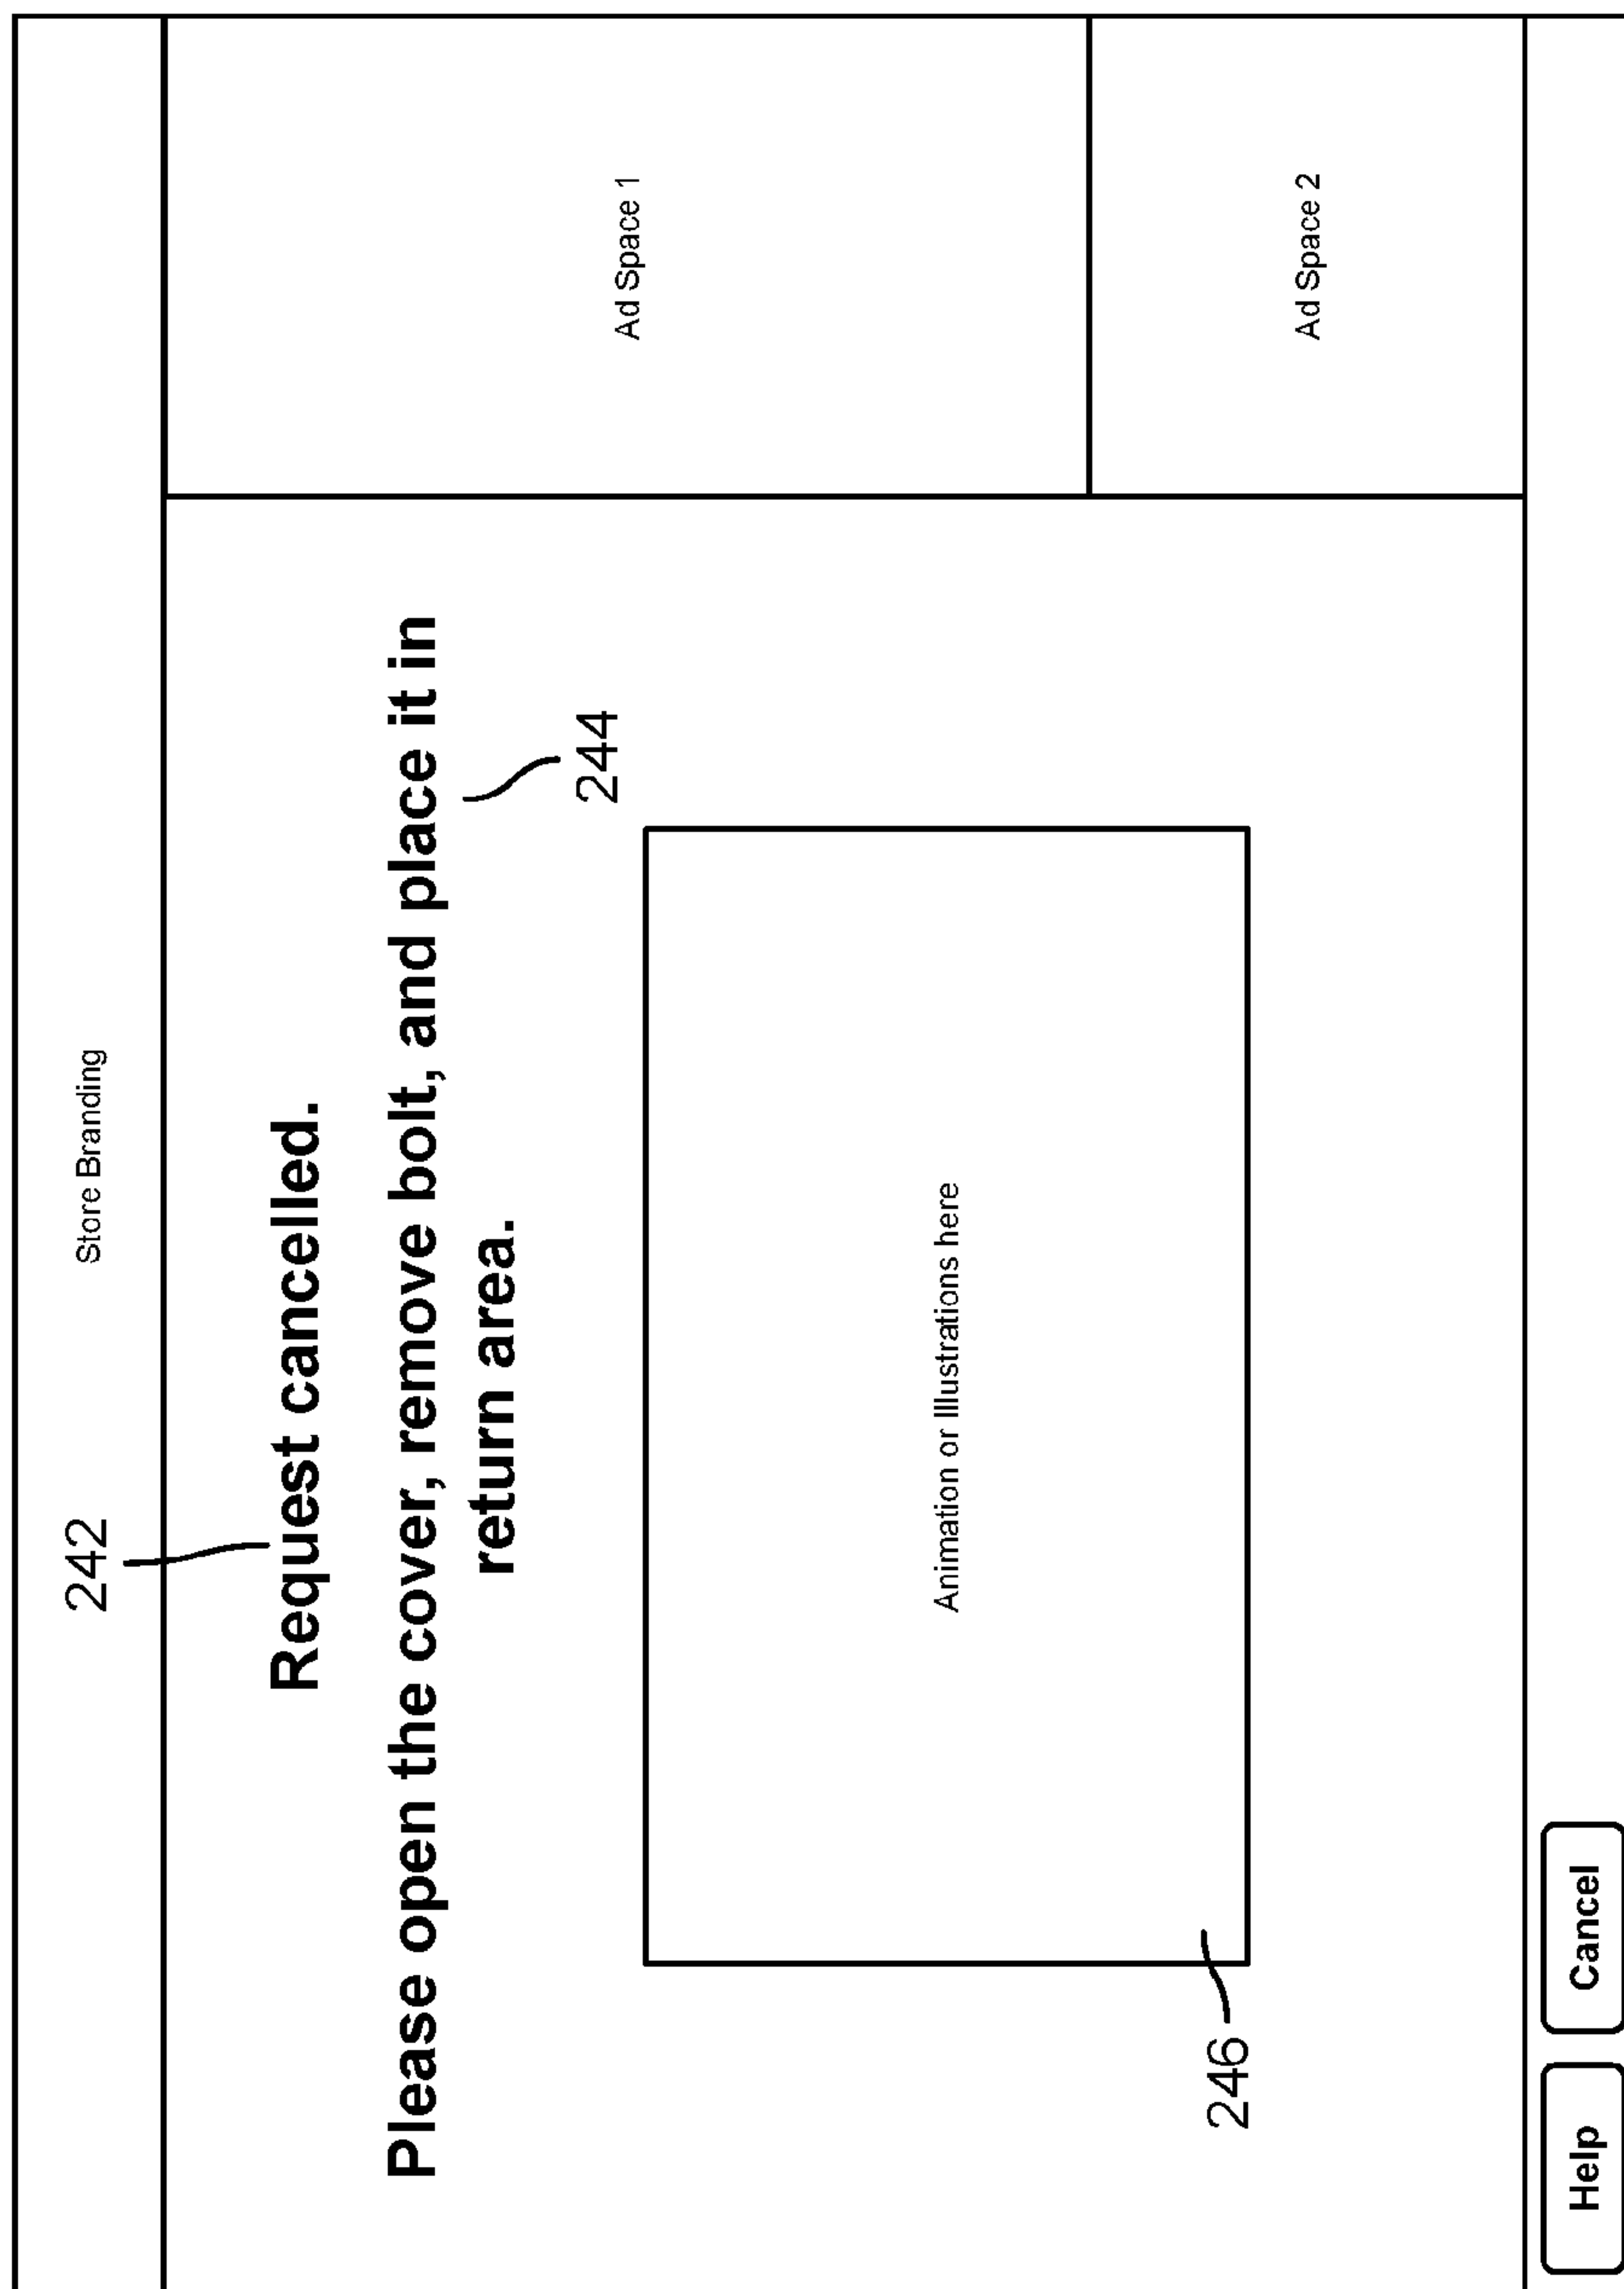 242
Store Branding
Request cancelled.
Please open the cover, remove bolt, and place it in
return area.
244
Ad Space 1
Animation or Illustrations here
246
Ad Space 2
Help
Cancel